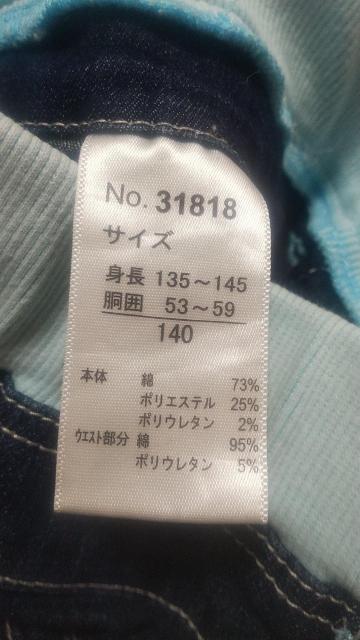 No. 31818
サイズ
身長 135～145
胴囲 53～59
140
本体 綿 73%
ポリエステル 25%
ポリウレタン 2%
ウエスト部分 綿 95%
ポリウレタン 5%